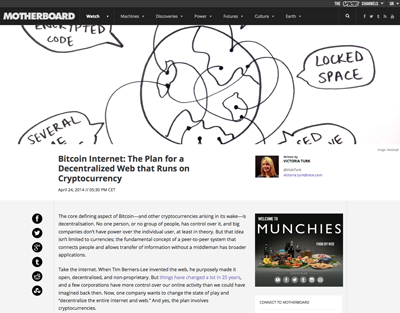 THE VICE CHANNELS UK
MOTHERBOARD Watch Machines Discoveries Power Futures Culture Earth
ENCRYPTED
CODE
LOCKED
SPACE
SEVERAL
Bitcoin Internet: The Plan for a
Decentralized Web that Runs on
Cryptocurrency
April 24, 2014 // 05:30 PM CET
Written by
VICTORIA TURK
The core defining aspect of Bitcoin—and other cryptocurrencies arising in its wake—is
decentralisation. No one person, or no group of people, has control over it, and big
companies don't have power over the individual user, at least in theory. But that idea
isn't limited to currencies; the fundamental concept of a peer-to-peer system that
connects people and allows transfer of information without a middleman has broader
applications.
Take the internet. When Tim Berners-Lee invented the web, he purposely made it
open, decentralised, and non-proprietary. But things have changed a lot in 25 years,
and a few corporations have more control over our online activity than we could have
imagined back then. Now, one company wants to change the state of play and
"decentralize the entire internet and web." And yes, the plan involves
cryptocurrencies.
WELCOME TO
MUNCHIES
FOOD BY VICE
CONNECT TO MOTHERBOARD